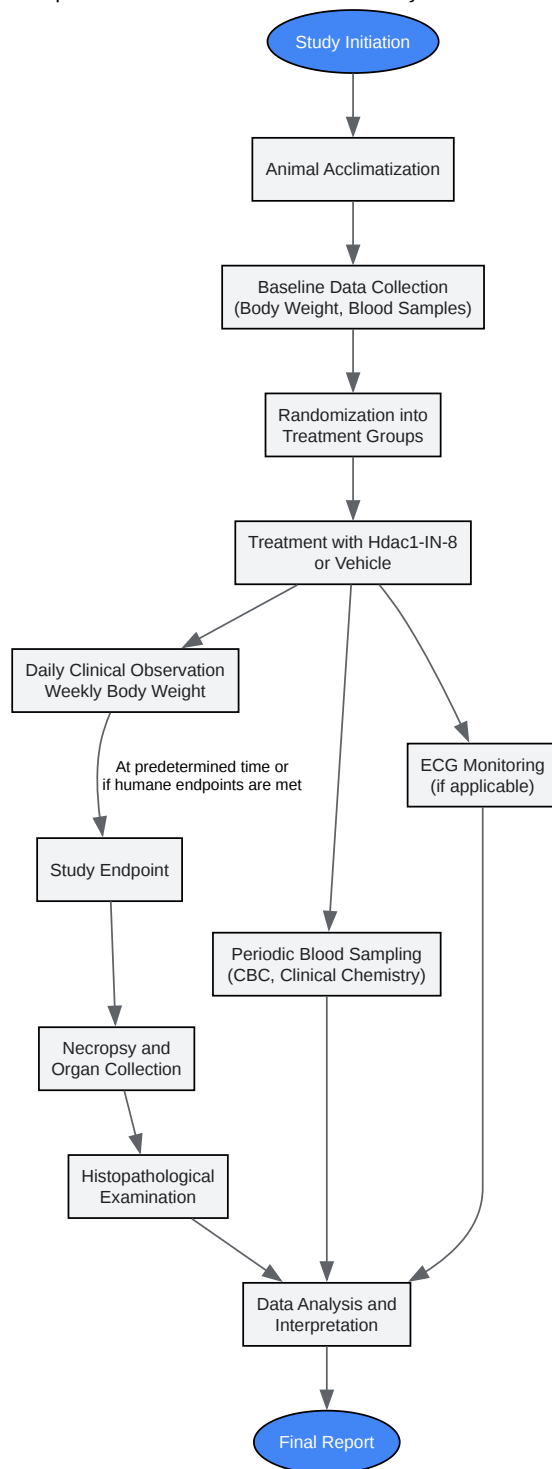 Study Initiation
Animal Acclimatization
Baseline Data Collection
(Body Weight, Blood Samples)
Randomization into
Treatment Groups
Treatment with Hdac1-IN-8
or Vehicle
Daily Clinical Observation
Weekly Body Weight
At predetermined time or
if humane endpoints are met
ECG Monitoring
(if applicable)
Study Endpoint
Periodic Blood Sampling
(CBC, Clinical Chemistry)
Necropsy and
Organ Collection
Histopathological
Examination
Data Analysis and
Interpretation
Final Report